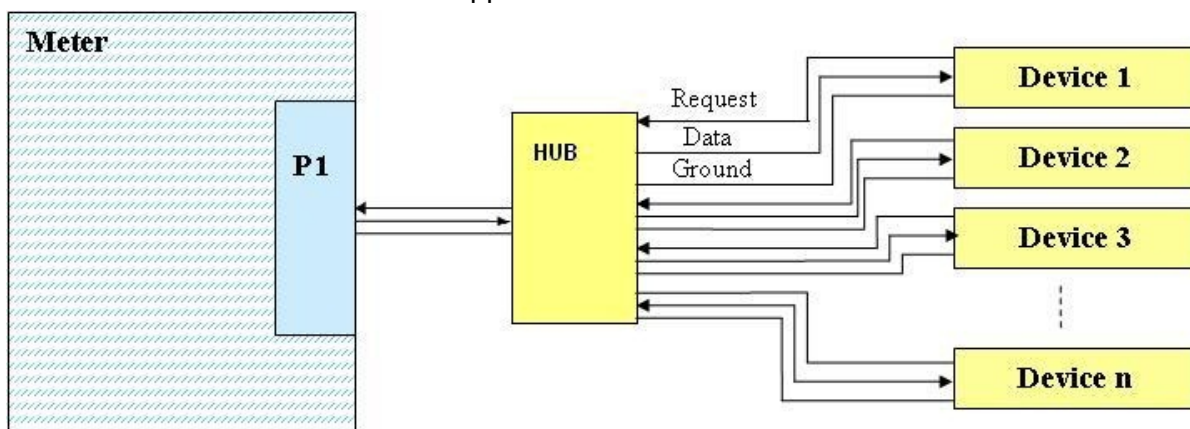 Meter
P1
HUB
Request
Data
Ground
Device 1
Device 2
Device 3
Device n